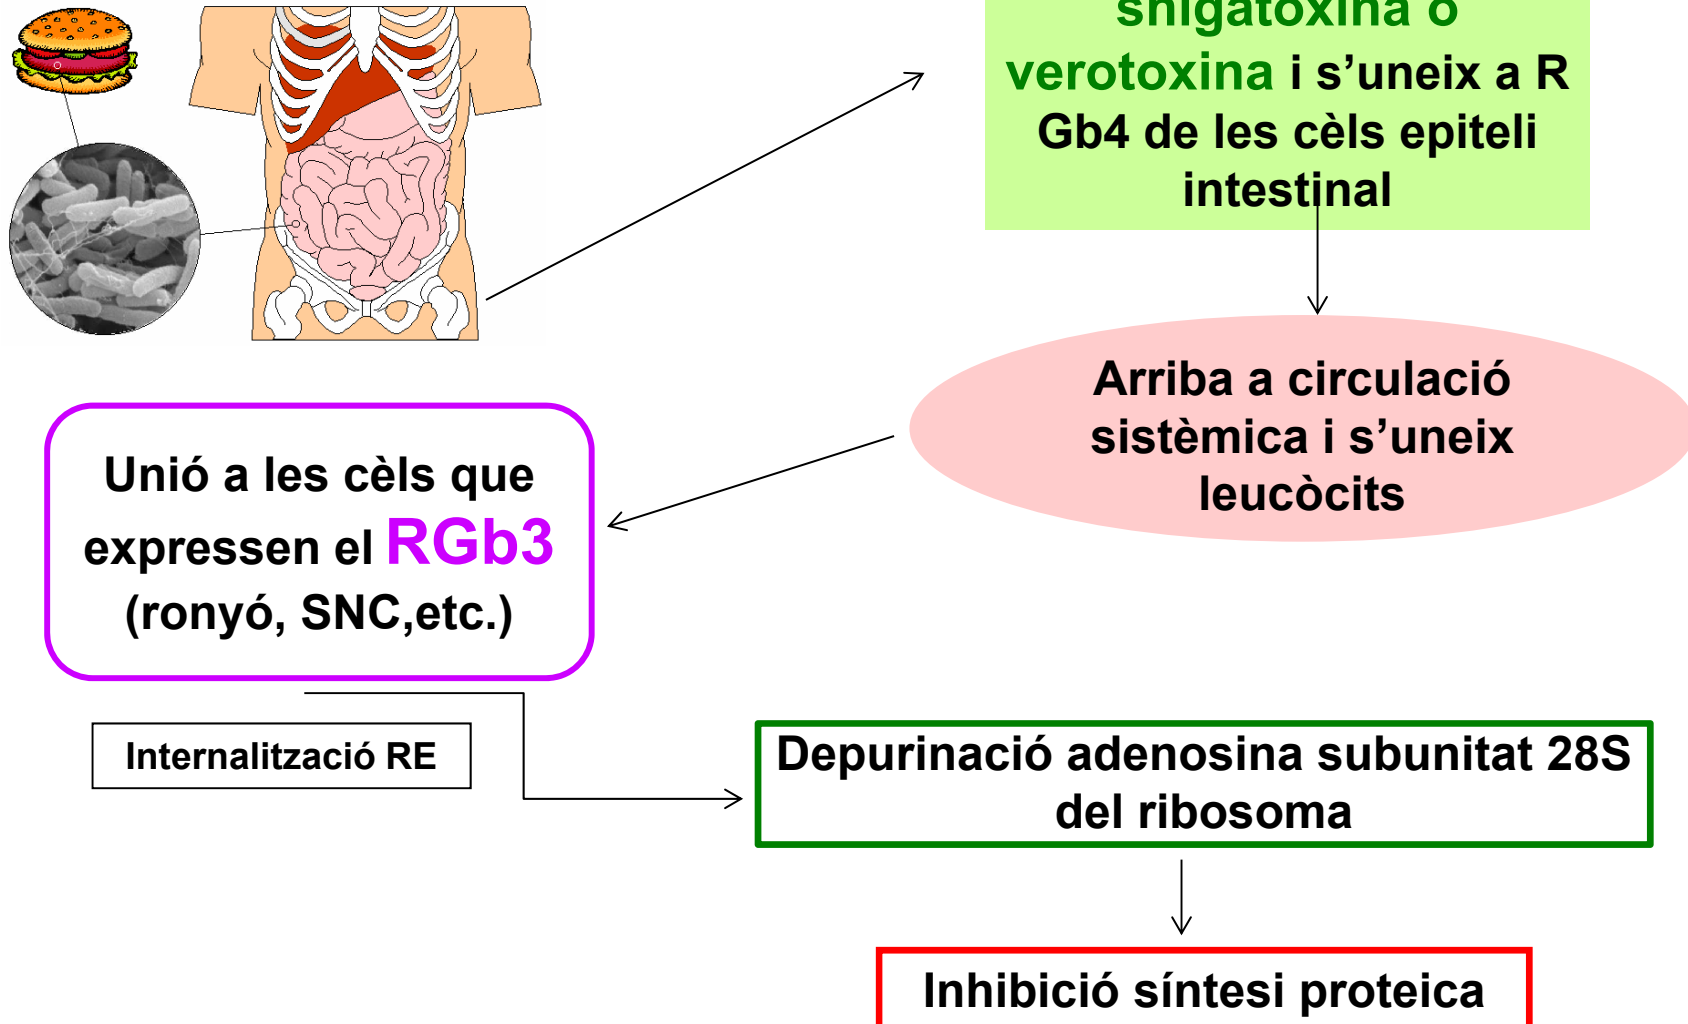 shigatoxina o
verotoxina i s’uneix a R
Gb4 de les cèls epiteli
intestinal
Arriba a circulació
sistèmica i s’uneix
leucòcits
Unió a les cèls que
expressen el RGb3
(ronyó, SNC,etc.)
Internalització RE
Depurinació adenosina subunitat 28S
del ribosoma
Inhibició síntesi proteica